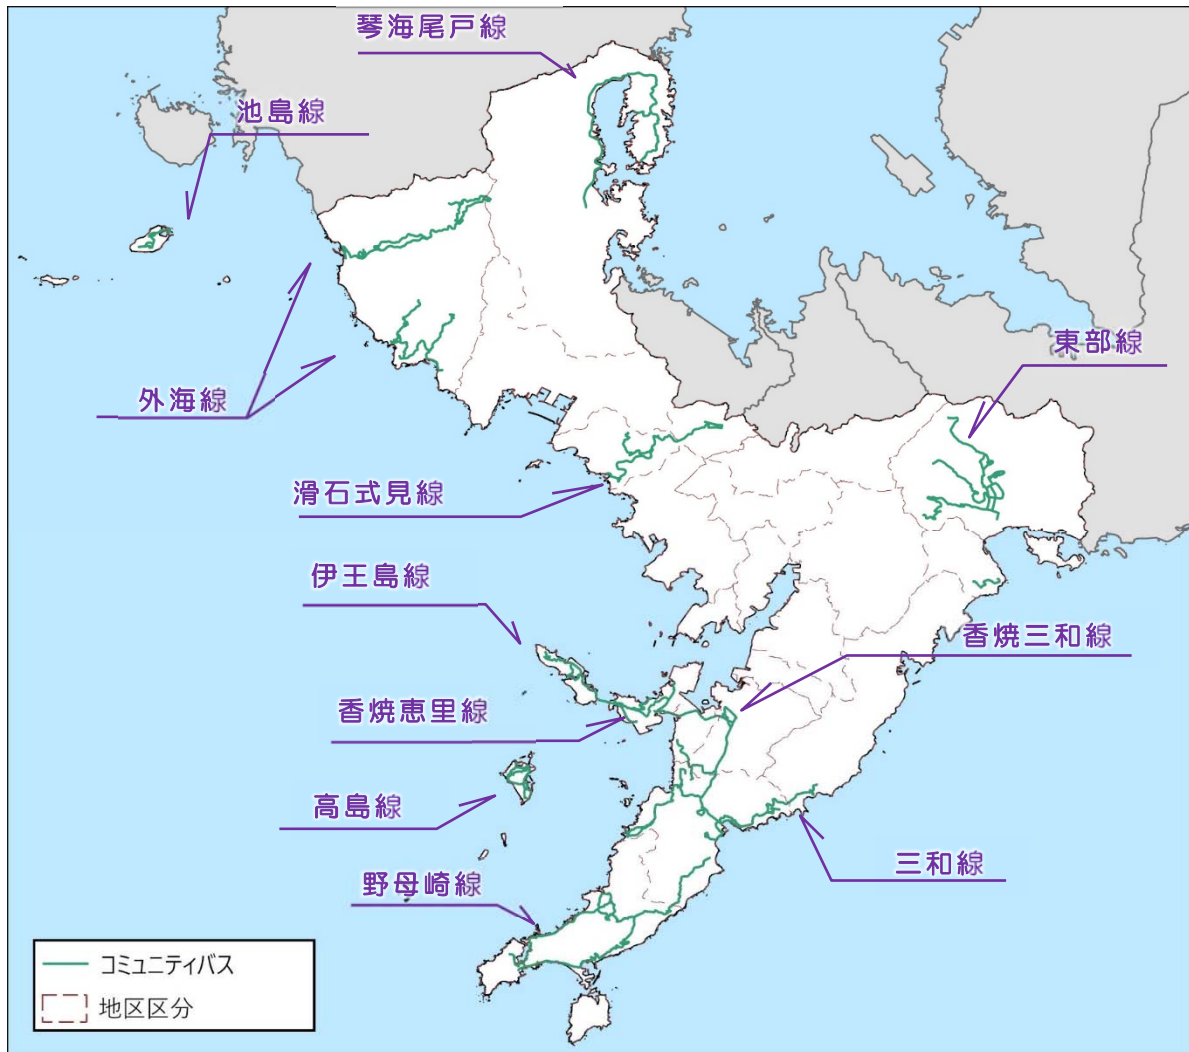 琴海尾戸線
池島線
東部線
外海線
滑石式見線
伊王島線
香焼三和線
香焼恵里線
高島線
三和線
野母崎線
コミュニティバス
地区区分